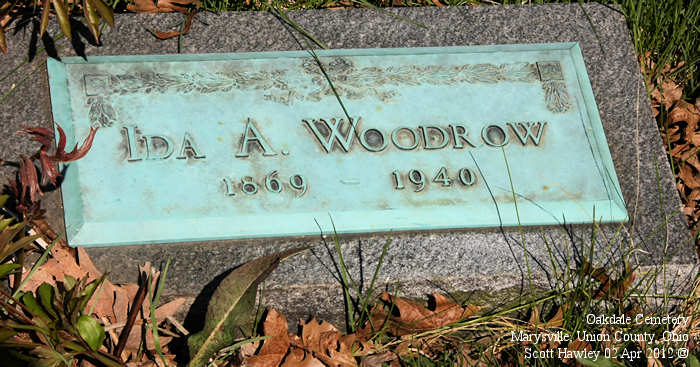 IDA A. WOODROW
1869 – 1940
Oakdale Cemetery
Marysville, Union County, Ohio
Scott Hawley 02 Apr 2012 @